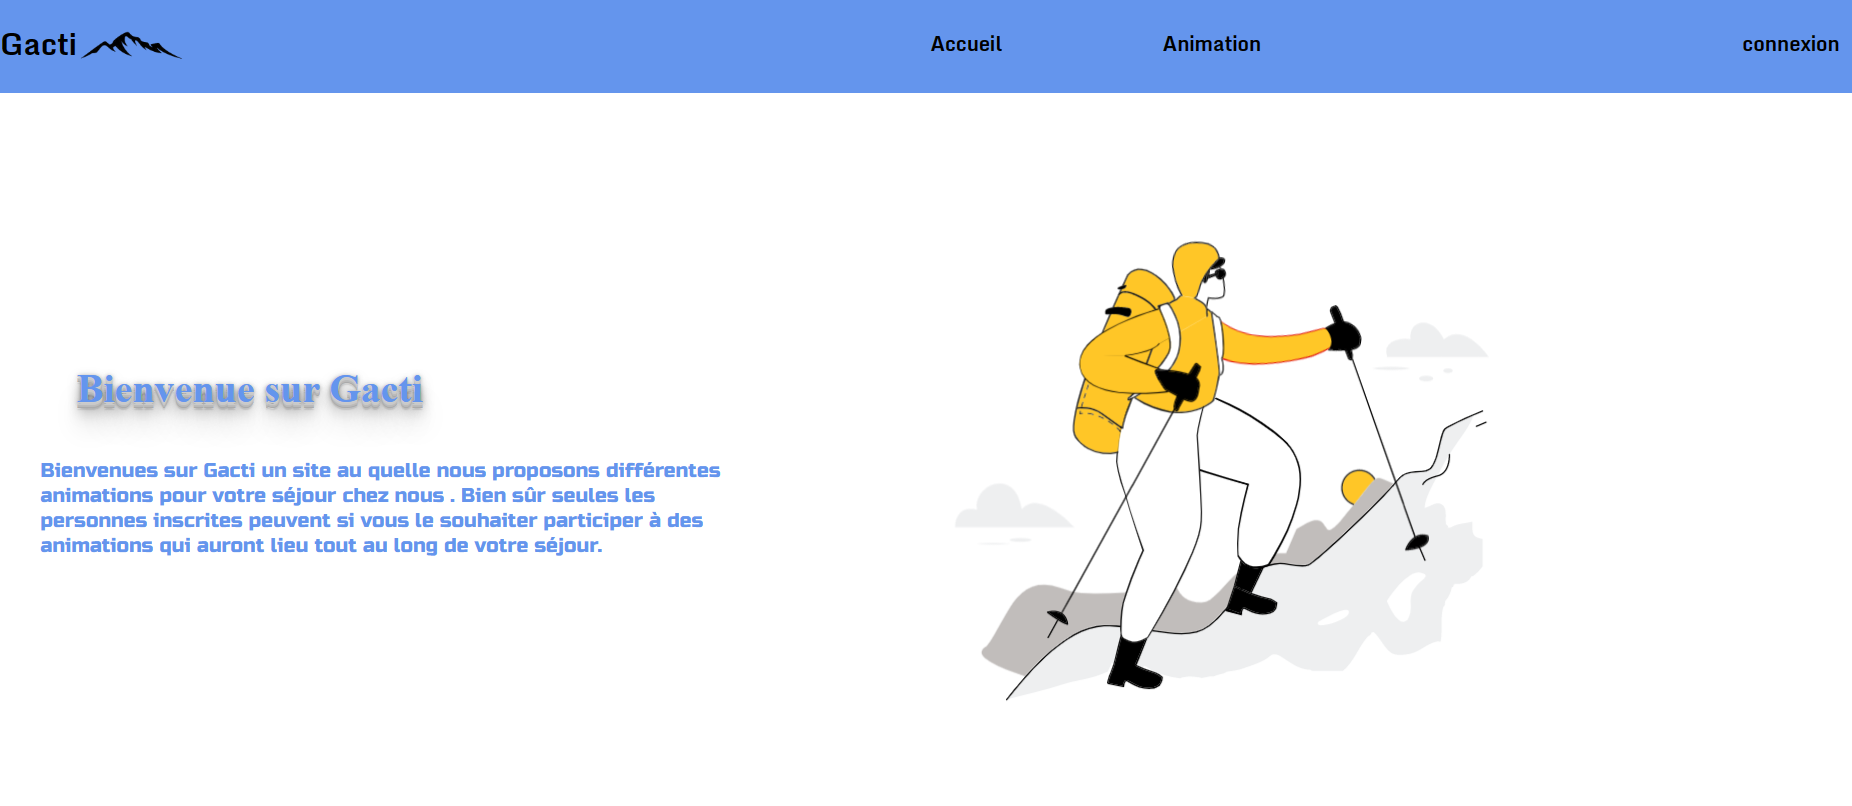 Gacti
Accueil
Animation
connexion
Bienvenue sur Gacti
Bienvenues sur Gacti un site au quelle nous proposons différentes
animations pour votre séjour chez nous . Bien sûr seules les
personnes inscrites peuvent si vous le souhaiter participer à des
animations qui auront lieu tout au long de votre séjour.